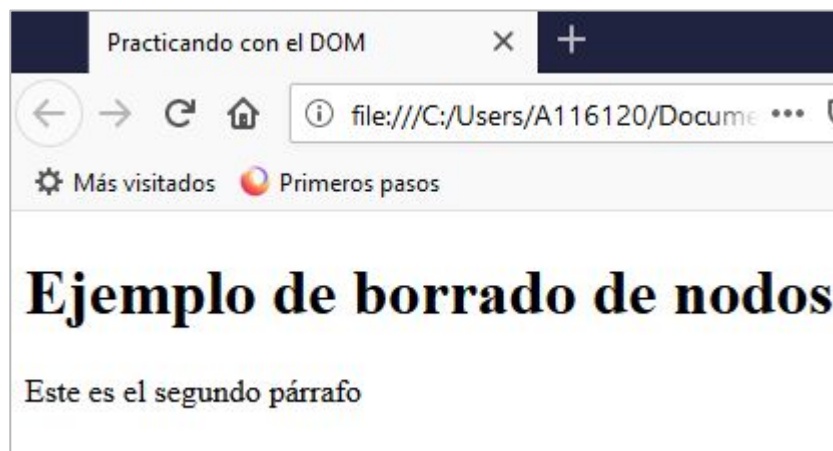 Practicando con el DOM
file:///C:/Users/A116120/Docume
Más visitados Primeros pasos
Ejemplo de borrado de nodos
Este es el segundo párrafo